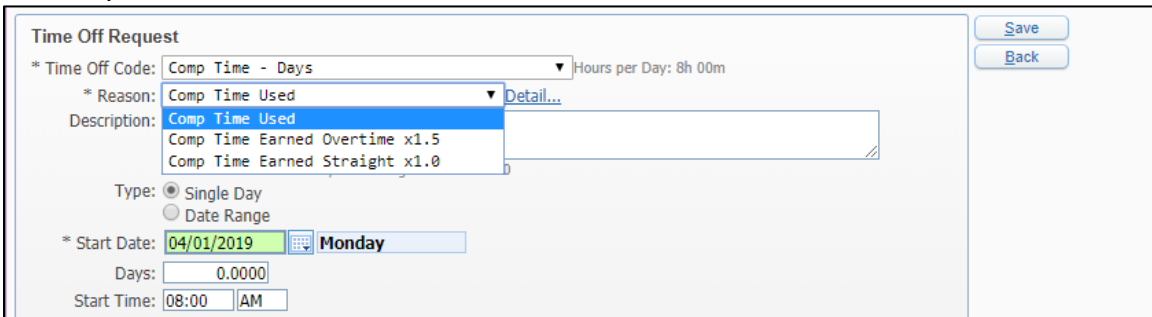 Time Off Request
Save
* Time Off Code: Comp Time - Days Hours per Day: 8h 00m
Back
* Reason: Comp Time Used Detail...
Description: Comp Time Used
Comp Time Earned Overtime x1.5
Comp Time Earned Straight x1.0
Type: Single Day
Date Range
* Start Date: 04/01/2019 Monday
Days: 0.0000
Start Time: 08:00 AM